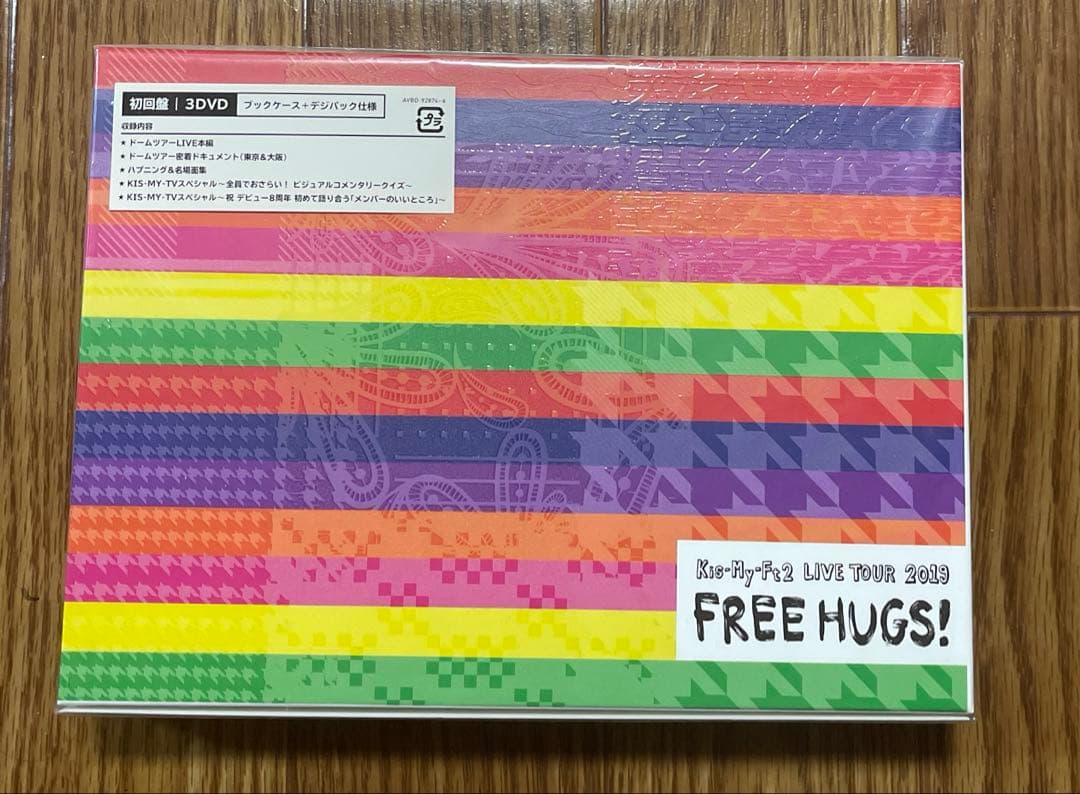 初回盤 | 3DVD ブックケース+デジパック仕様
AVBD-92876~8
プラ
収録内容
★ ドームツアーLIVE本編
★ ドームツアー密着ドキュメント(東京&大阪)
★ ハプニング&名場面集
★ KIS-MY-TVスペシャル～全員でおさらい! ビジュアルコメンタリークイズ～
★ KIS-MY-TVスペシャル～祝 デビュー8周年 初めて語り合う「メンバーのいいところ」～
Kis-My-Ft2 LIVE TOUR 2019
FREE HUGS!